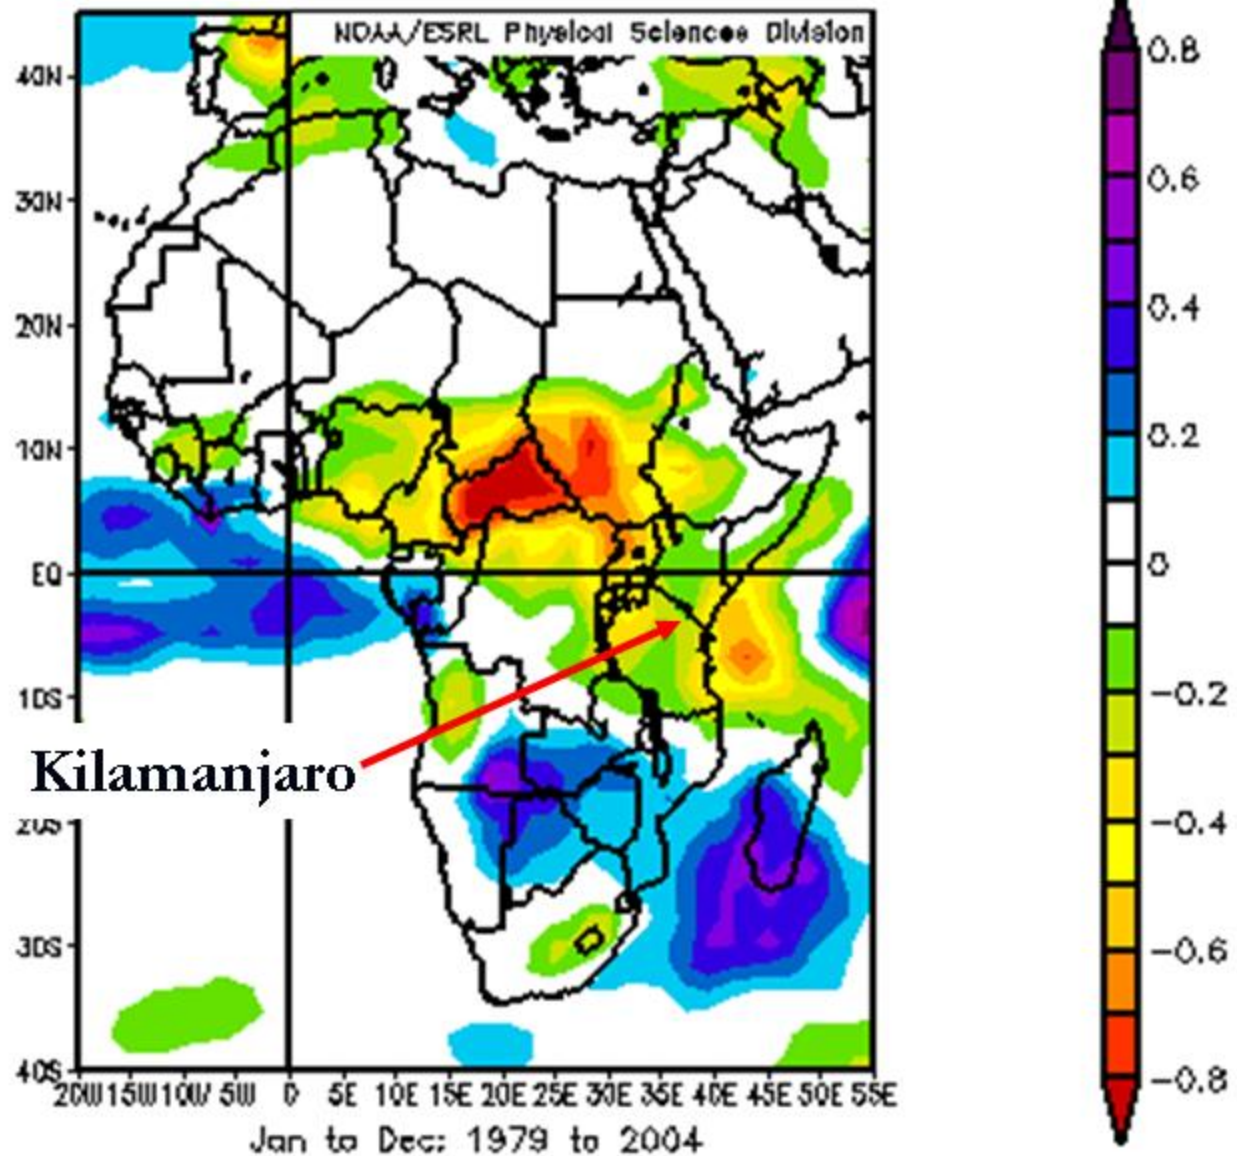 NOAA/ESRL Physical Sciences Division
40N
30N
20N
10N
EQ
10S
Kilamanjaro
20S
30S
40S
20W 15W 10W 5W 0 5E 10E 15E 20E 25E 30E 35E 40E 45E 50E 55E
Jan to Dec: 1979 to 2004
0.8
0.6
0.4
0.2
0
-0.2
-0.4
-0.6
-0.8